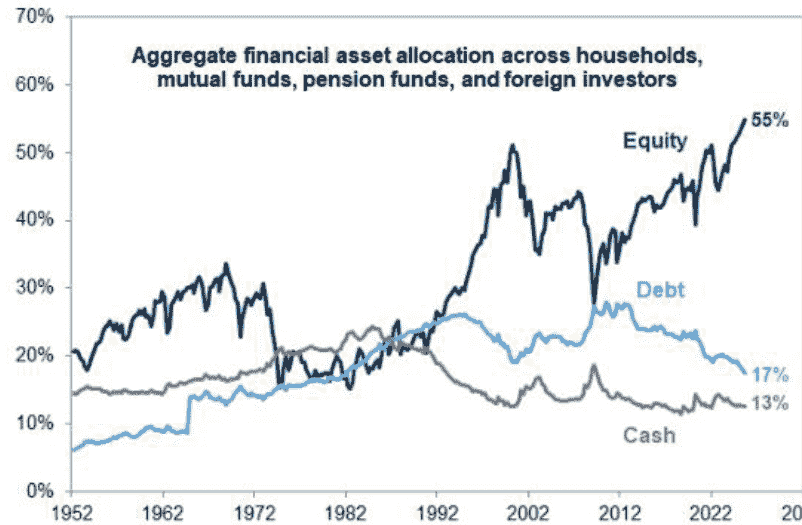 70%
Aggregate financial asset allocation across households,
mutual funds, pension funds, and foreign investors
60%
55%
Equity
50%
40%
30%
Debt
20%
17%
13%
10%
Cash
0%
1952 1962 1972 1982 1992 2002 2012 2022 20